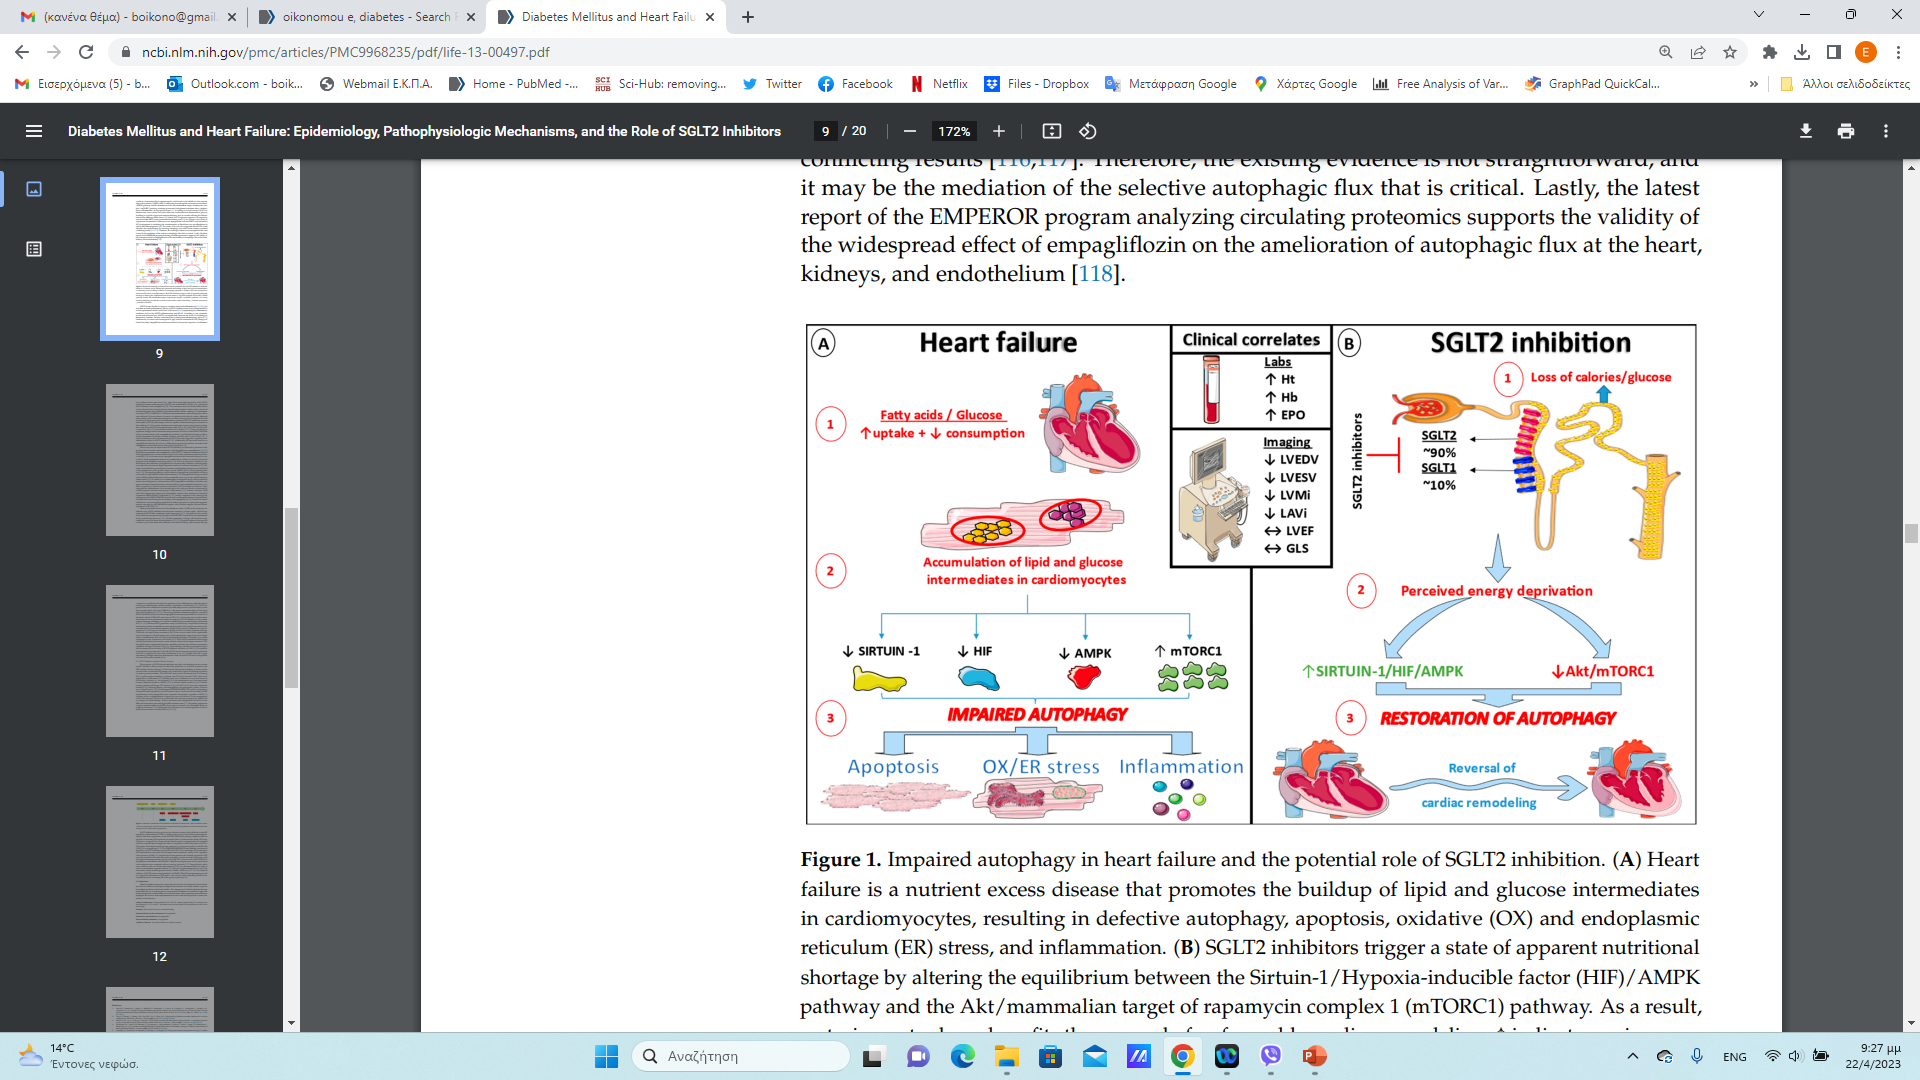 (κανένα θέμα) - boikono@gmail
oikonomou e, diabetes - Search
Diabetes Mellitus and Heart Failu
ncbi.nlm.nih.gov/pmc/articles/PMC9968235/pdf/life-13-00497.pdf
E
Εισερχόμενα (5) - b...
Outlook.com - boik...
Webmail Ε.Κ.Π.Α.
Home - PubMed -...
SCI HUB
Sci-Hub: removing...
Twitter
Facebook
Netflix
Files - Dropbox
Μετάφραση Google
Χάρτες Google
Free Analysis of Var...
GraphPad QuickCal...
»
Άλλοι σελιδοδείκτες
Diabetes Mellitus and Heart Failure: Epidemiology, Pathophysiologic Mechanisms, and the Role of SGLT2 Inhibitors
9 / 20
172%
9
10
11
12
conflicting results [116,117]. Therefore, the existing evidence is not straightforward, and
it may be the mediation of the selective autophagic flux that is critical. Lastly, the latest
report of the EMPEROR program analyzing circulating proteomics supports the validity of
the widespread effect of empagliflozin on the amelioration of autophagic flux at the heart,
kidneys, and endothelium [118].
A
Heart failure
1
Fatty acids / Glucose
↑uptake + ↓ consumption
2
Accumulation of lipid and glucose
intermediates in cardiomyocytes
↓ SIRTUIN -1
↓ HIF
↓ AMPK
↑ mTORC1
3
IMPAIRED AUTOPHAGY
Apoptosis
OX/ER stress
Inflammation
Clinical correlates
Labs
↑ Ht
↑ Hb
↑ EPO
Imaging
↓ LVEDV
↓ LVESV
↓ LVMi
↓ LAVi
↔ LVEF
↔ GLS
B
SGLT2 inhibition
1
Loss of calories/glucose
SGLT2 inhibitors
SGLT2
~90%
SGLT1
~10%
2
Perceived energy deprivation
↑SIRTUIN-1/HIF/AMPK
↓Akt/mTORC1
3
RESTORATION OF AUTOPHAGY
Reversal of
cardiac remodeling
Figure 1. Impaired autophagy in heart failure and the potential role of SGLT2 inhibition. (A) Heart
failure is a nutrient excess disease that promotes the buildup of lipid and glucose intermediates
in cardiomyocytes, resulting in defective autophagy, apoptosis, oxidative (OX) and endoplasmic
reticulum (ER) stress, and inflammation. (B) SGLT2 inhibitors trigger a state of apparent nutritional
shortage by altering the equilibrium between the Sirtuin-1/Hypoxia-inducible factor (HIF)/AMPK
pathway and the Akt/mammalian target of rapamycin complex 1 (mTORC1) pathway. As a result,
14°C
Έντονες νεφώσ.
Αναζήτηση
ENG
9:27 μμ
22/4/2023